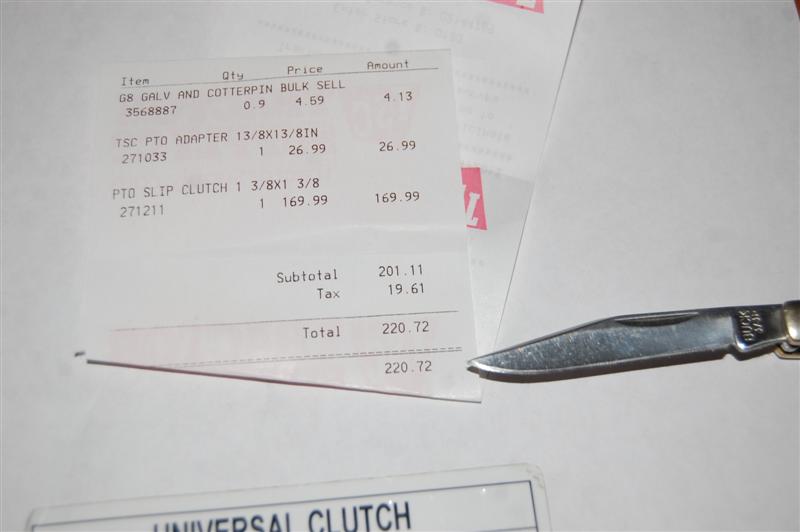 Item Qty Price Amount
G8 GALV AND COTTERPIN BULK SELL
3568887 0.9 4.59 4.13
TSC PTO ADAPTER 13/8X13/8IN
271033 1 26.99 26.99
PTO SLIP CLUTCH 1 3/8X1 3/8
271211 1 169.99 169.99
Subtotal 201.11
Tax 19.61
Total 220.72
220.72
BUCK
UNIVERSAL CLUTCH